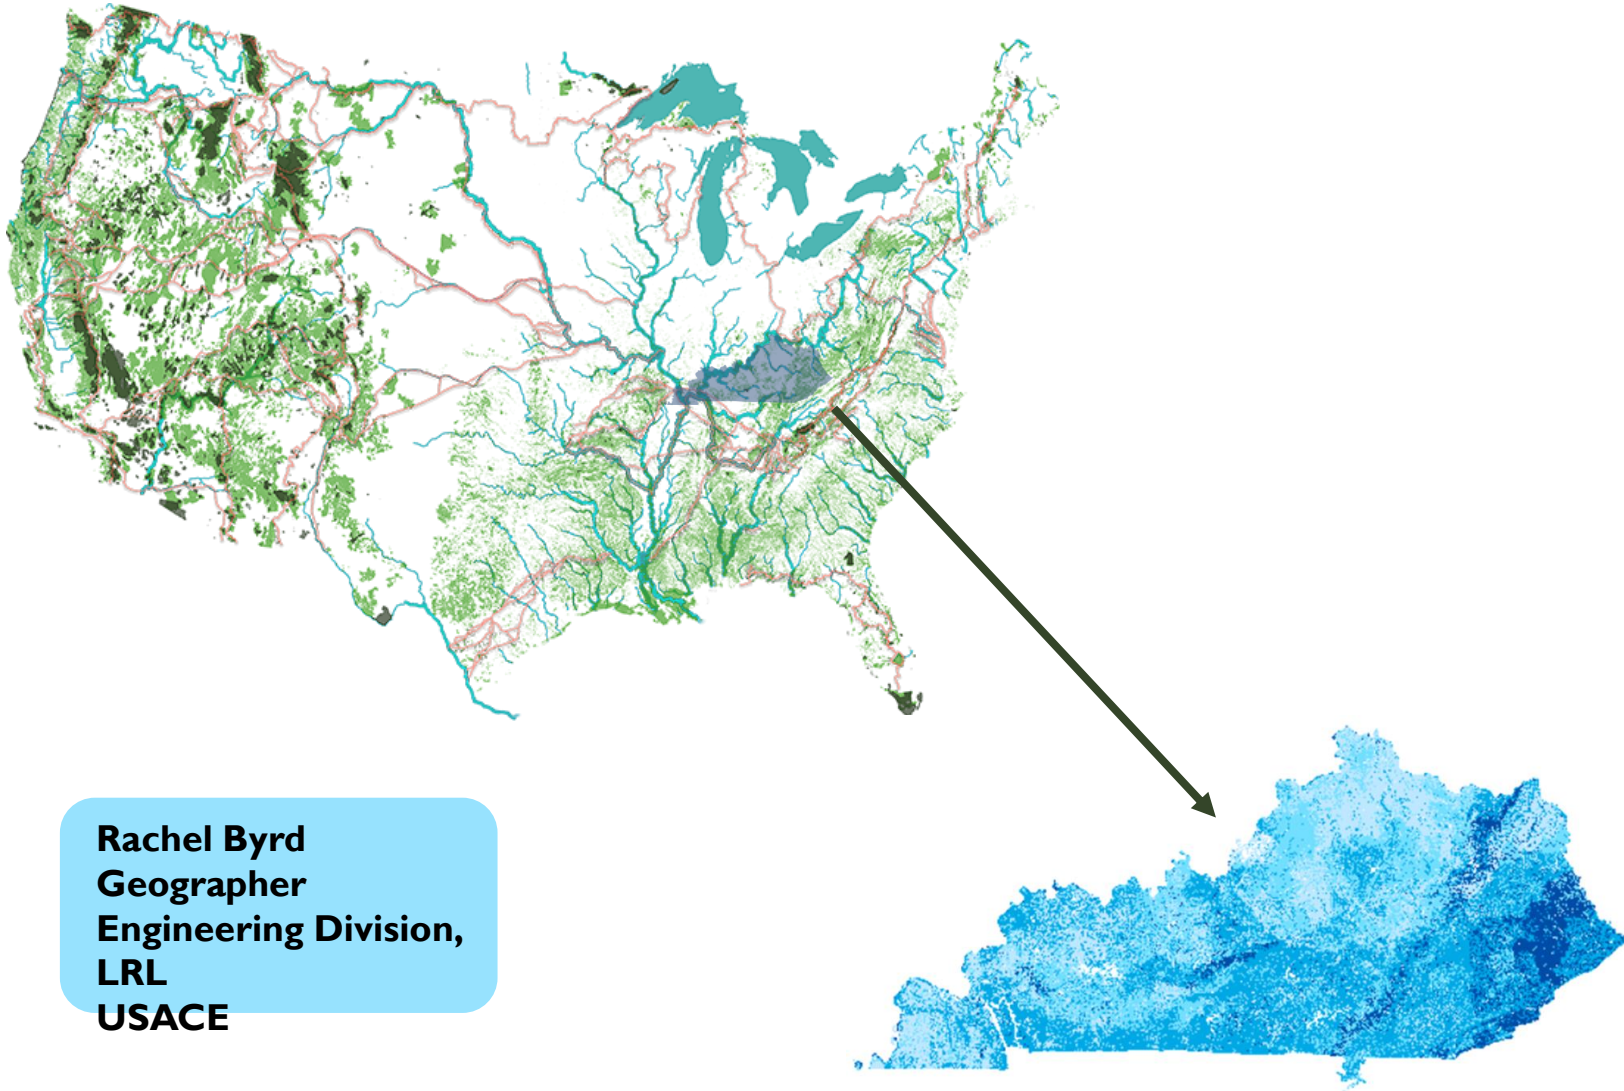 Rachel Byrd
Geographer
Engineering Division,
LRL
USACE